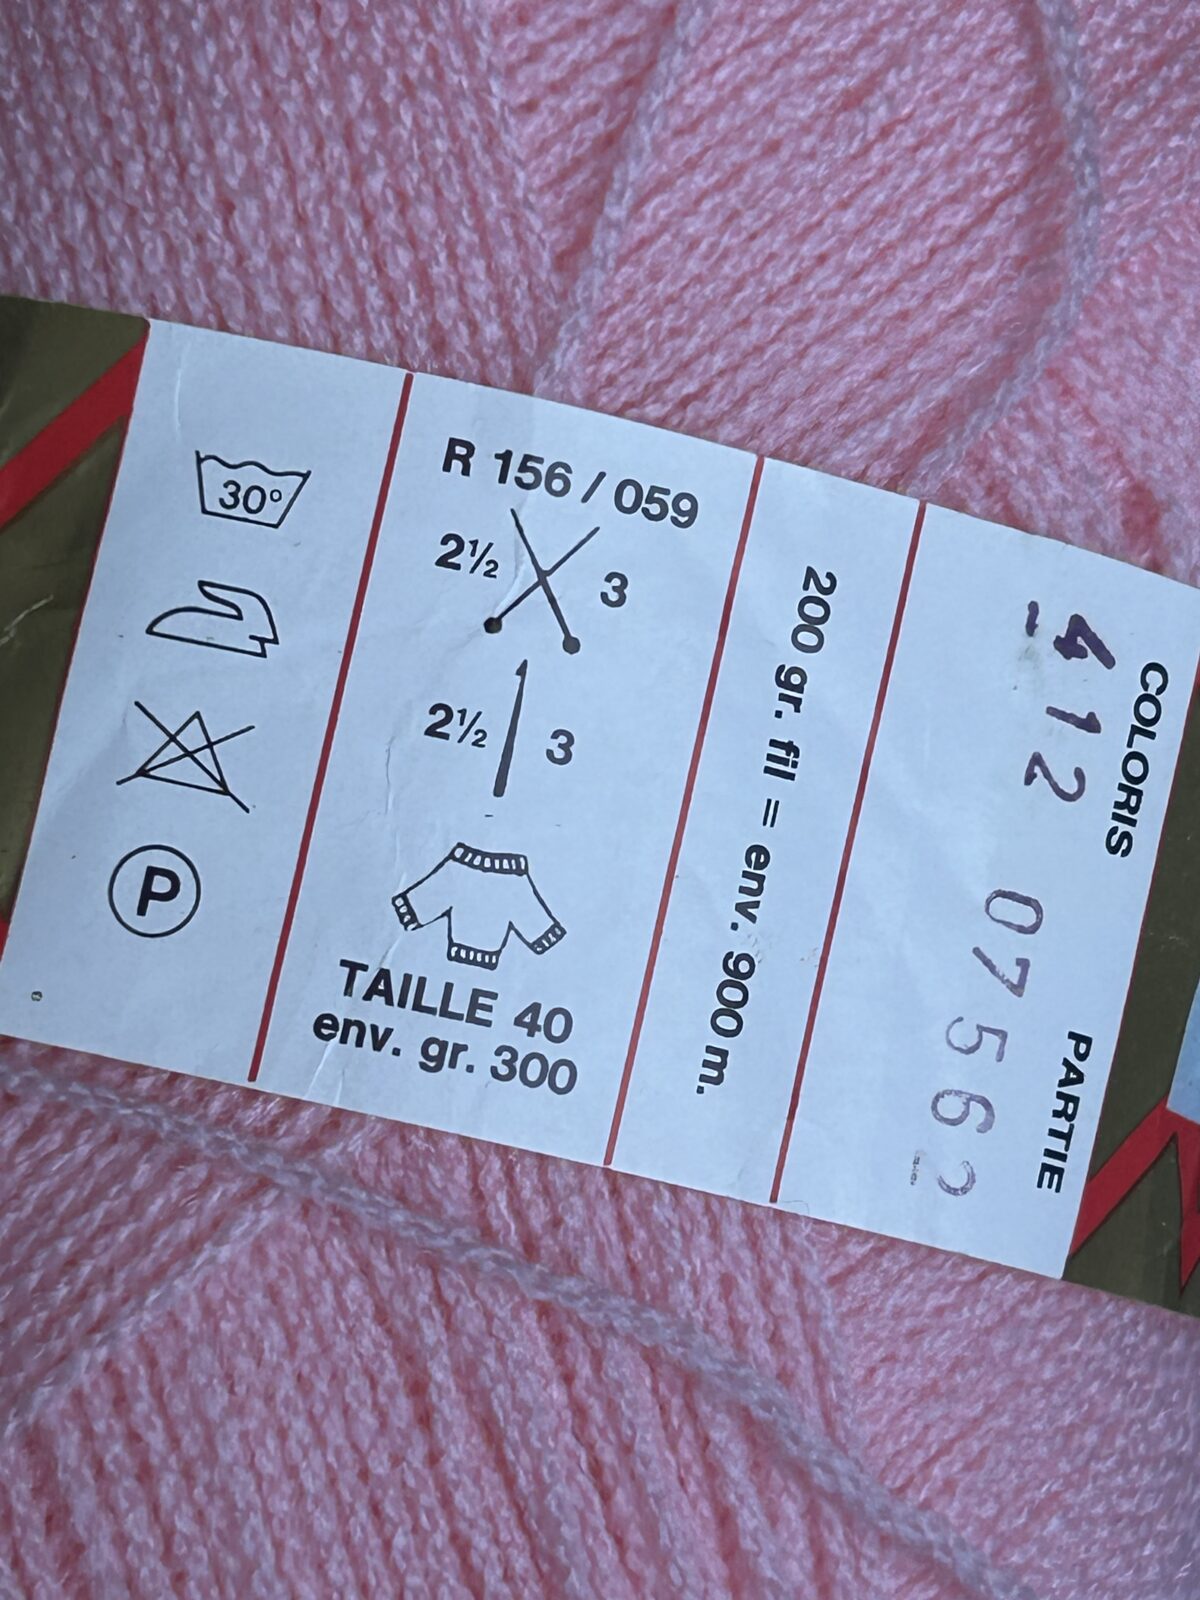 30°
P
R 156 / 059
2½ 3
2½ 3
TAILLE 40
env. gr. 300
200 gr. fil = env. 900 m.
COLORIS PARTIE
412 07562